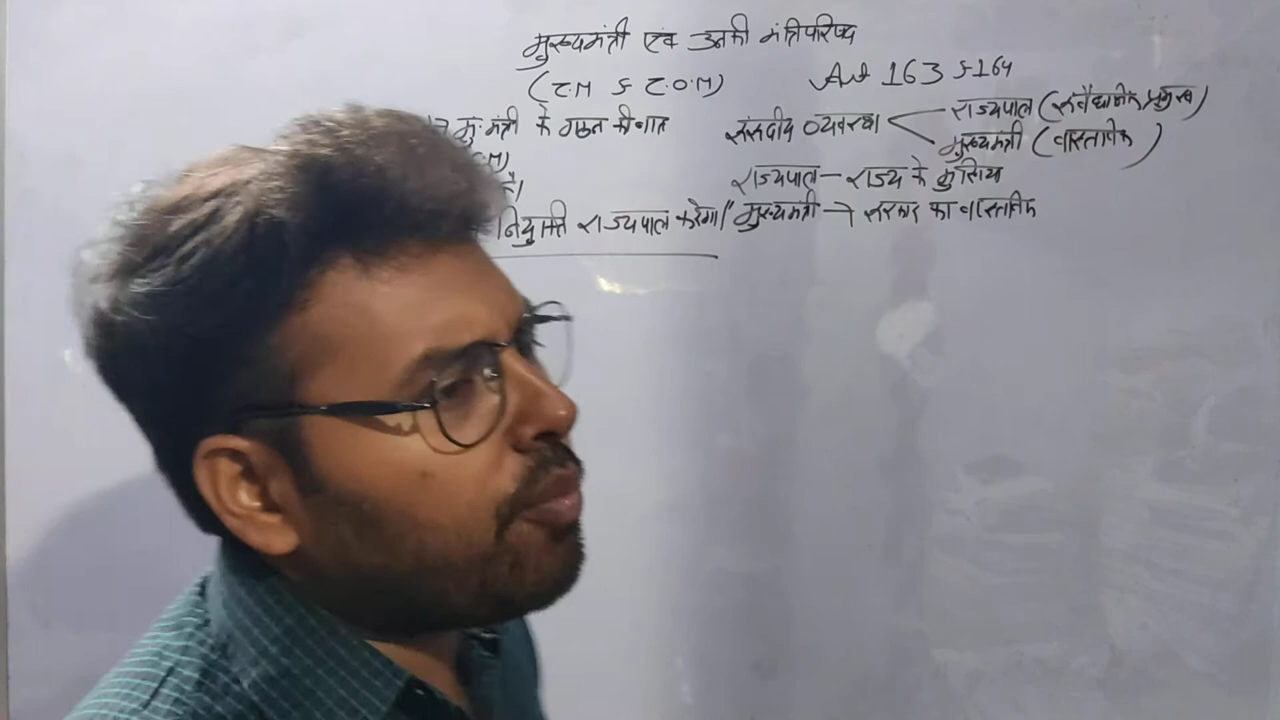 मुख्यमंत्री एवं उनकी मंत्रिपरिषद
(C.M & C.O.M) Art 163 & 164
मु. मंत्री के गठन की बात
संसदीय व्यवस्था
राज्यपाल (संवैधानिक प्रमुख)
मुख्यमंत्री (वास्तविक)
राज्यपाल - राज्य के मुखिया
नियुक्ति राज्यपाल करेगा।"
मुख्यमंत्री → सरकार का वास्तविक